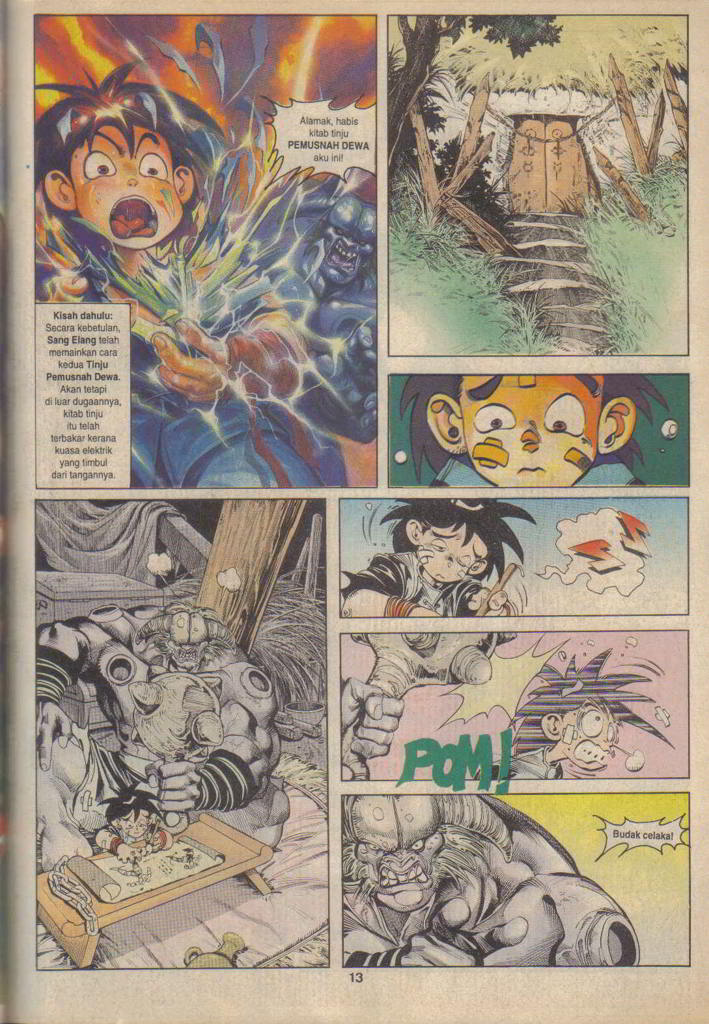 Alamak, habis
kitab tinju
PEMUSNAH DEWA
aku ini!
Kisah dahulu:
Secara kebetulan,
Sang Elang telah
memainkan cara
kedua Tinju
Pemusnah Dewa.
Akan tetapi
di luar dugaannya,
kitab tinju
itu telah
terbakar kerana
kuasa elektrik
yang timbul
dari tangannya.
POM!
Budak celaka!
13